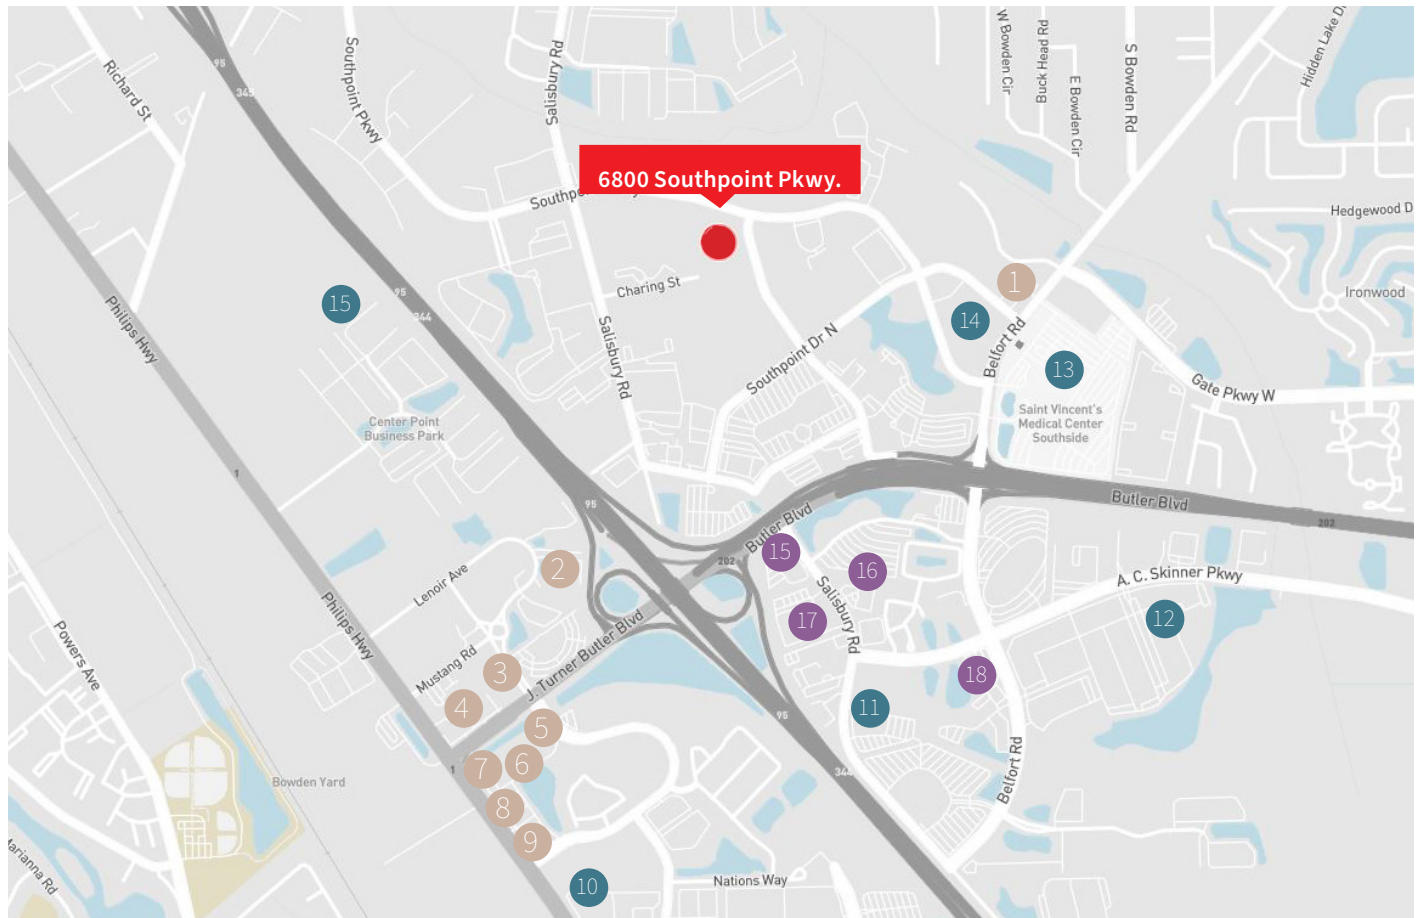 95
345
Richard St
Southpoint Pkwy
Salisbury Rd
W Bowden Cir
Buck Head Rd
E Bowden Cir
S Bowden Rd
Hidden Lake D
6800 Southpoint Pkwy.
Hedgewood D
Ironwood
Charing St
1
15
95
344
14
Belfort Rd
13
Saint Vincent's
Medical Center
Southside
Gate Pkwy W
Philips Hwy
Salisbury Rd
Southpoint Dr N
Center Point
Business Park
1
95
Butler Blvd
Butler Blvd
202
202
15
16
17
Salisbury Rd
A. C. Skinner Pkwy
12
18
11
2
Lenoir Ave
Philips Hwy
Powers Ave
Mustang Rd
J. Turner Butler Blvd
3
4
5
6
7
1
8
9
10
95
344
Belfort Rd
Bowden Yard
Nations Way
arianna Rd